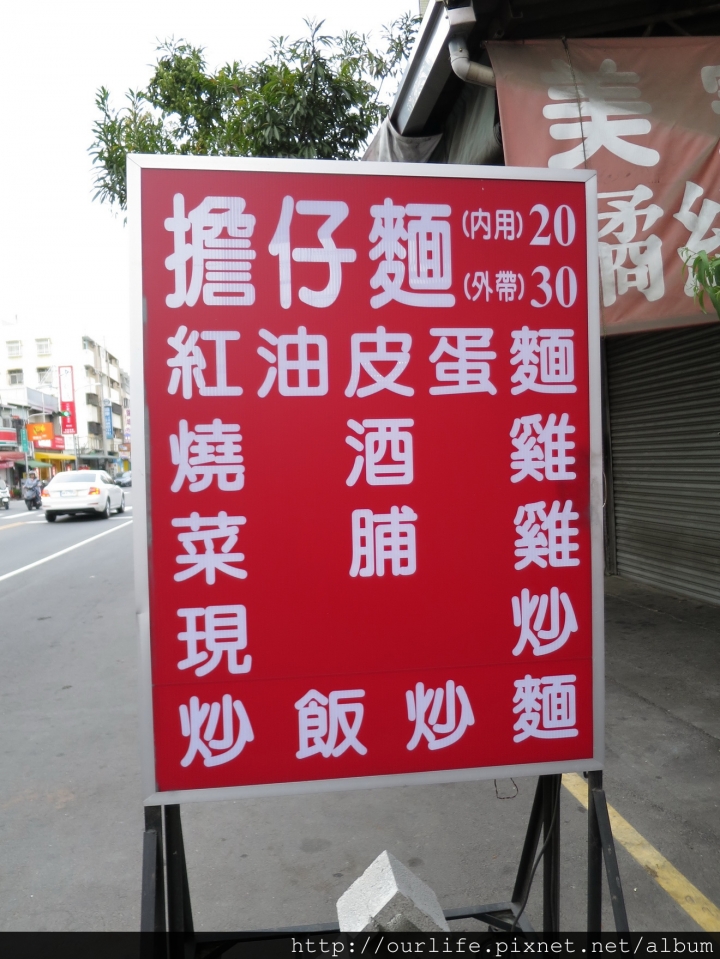 擔仔麵 (內用) 20
(外帶) 30
紅油皮蛋麵
燒酒雞
菜脯雞
現炒
炒飯炒麵
美
橘
http://ourlife.pixnet.net/album